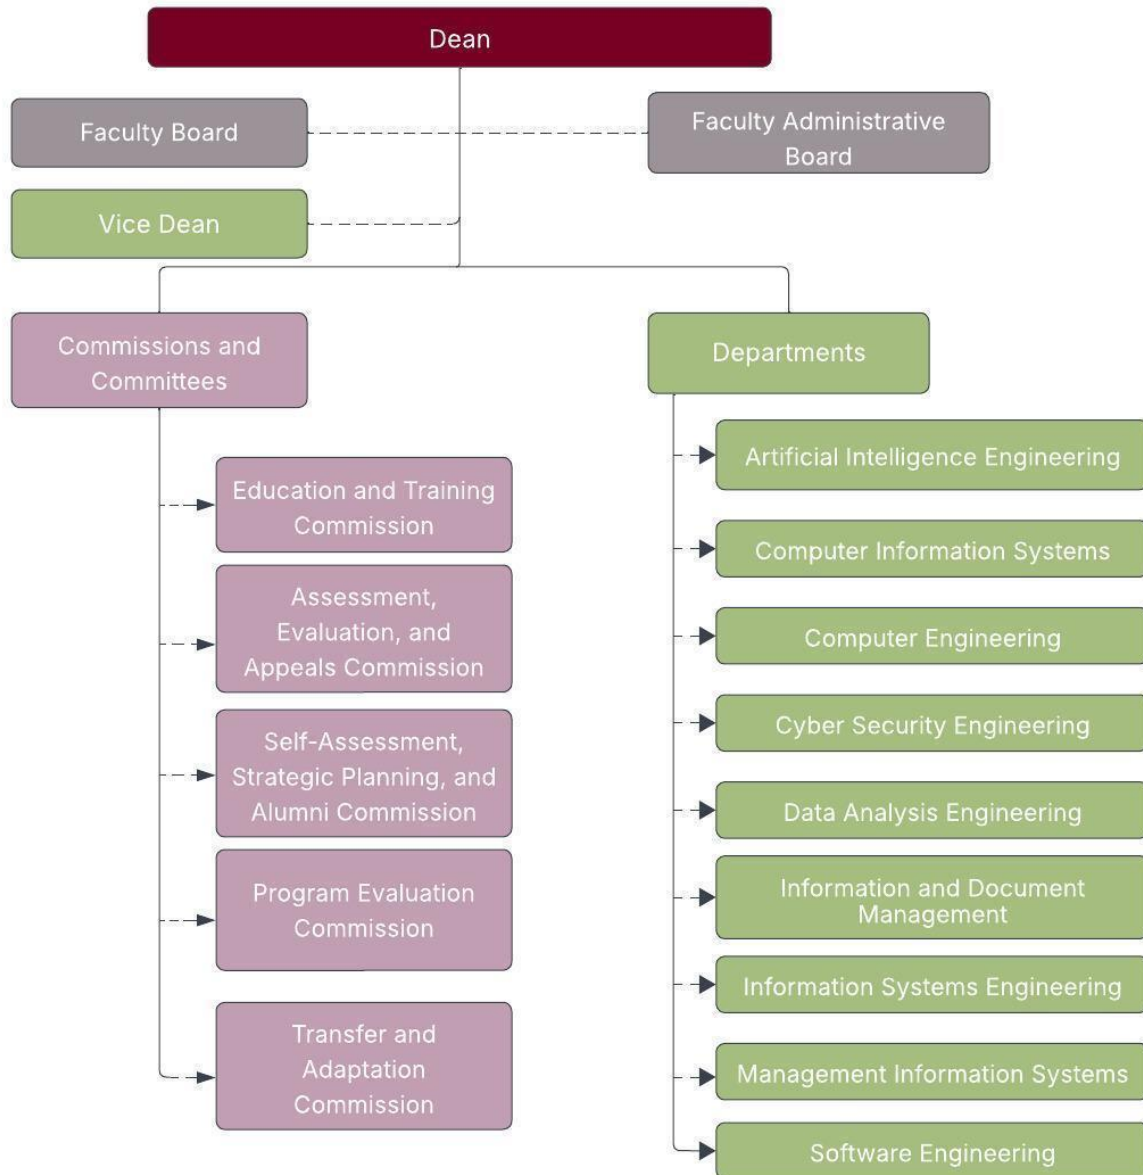 Dean
Faculty Board
Faculty Administrative
Board
Vice Dean
Commissions and
Committees
Education and Training
Commission
Assessment,
Evaluation, and
Appeals Commission
Self-Assessment,
Strategic Planning, and
Alumni Commission
Program Evaluation
Commission
Transfer and
Adaptation
Commission
Departments
Artificial Intelligence Engineering
Computer Information Systems
Computer Engineering
Cyber Security Engineering
Data Analysis Engineering
Information and Document
Management
Information Systems Engineering
Management Information Systems
Software Engineering